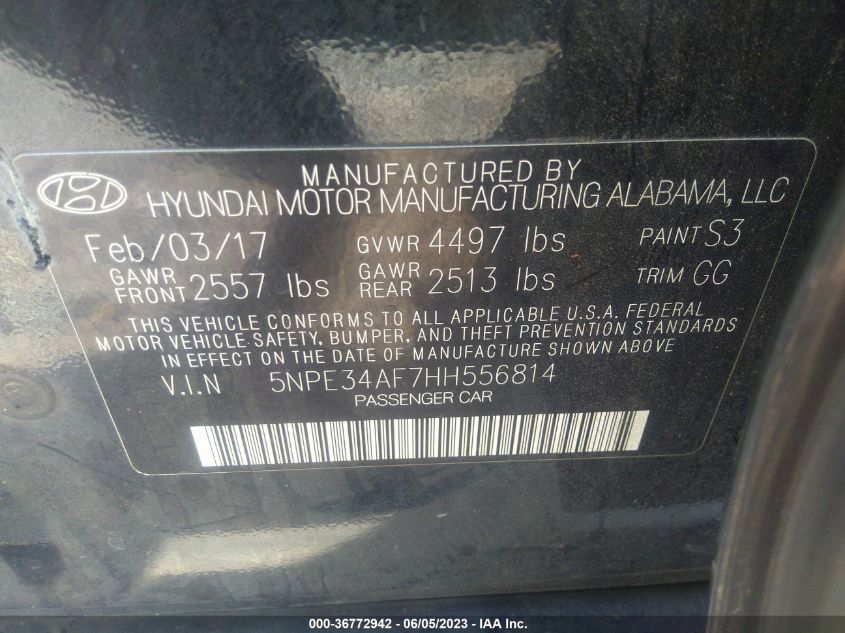 MANUFACTURED BY
HYUNDAI MOTOR MANUFACTURING ALABAMA, LLC
Feb/03/17 GVWR 4497 lbs PAINT S3
GAWR FRONT 2557 lbs GAWR REAR 2513 lbs TRIM GG
THIS VEHICLE CONFORMS TO ALL APPLICABLE U.S.A. FEDERAL
MOTOR VEHICLE SAFETY, BUMPER, AND THEFT PREVENTION STANDARDS
IN EFFECT ON THE DATE OF MANUFACTURE SHOWN ABOVE
V.I.N 5NPE34AF7HH556814
PASSENGER CAR
000-36772942 - 06/05/2023 - IAAI Inc.